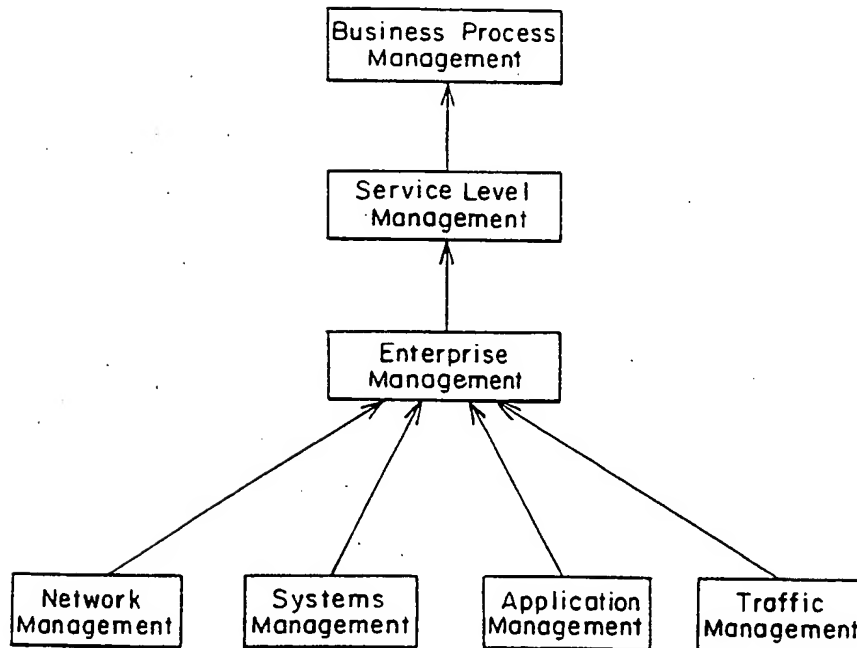 Business Process
Management
Service Level
Management
Enterprise
Management
Network
Management
Systems
Management
Application
Management
Traffic
Management